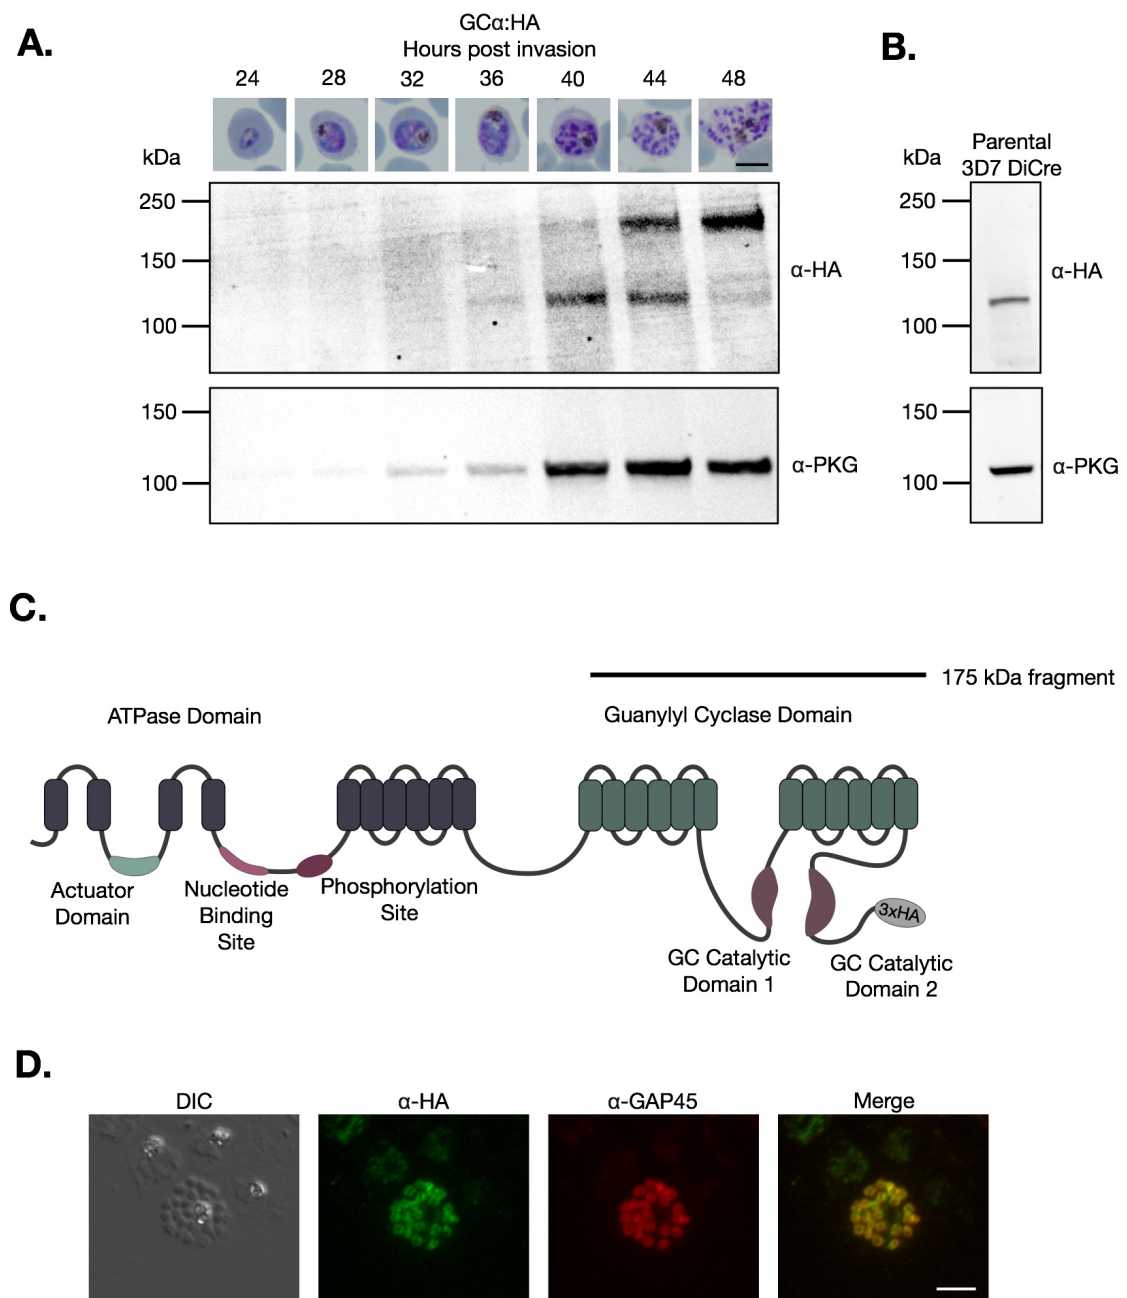 A.
GCα:HA
Hours post invasion
24 28 32 36 40 44 48
kDa
250
150
100
α-HA
150
100
α-PKG
B.
Parental
3D7 DiCre
kDa
250
150
100
α-HA
150
100
α-PKG
C.
175 kDa fragment
ATPase Domain
Guanylyl Cyclase Domain
Actuator
Domain
Nucleotide
Binding
Site
Phosphorylation
Site
3xHA
GC Catalytic
Domain 1
GC Catalytic
Domain 2
D.
DIC
α-HA
α-GAP45
Merge